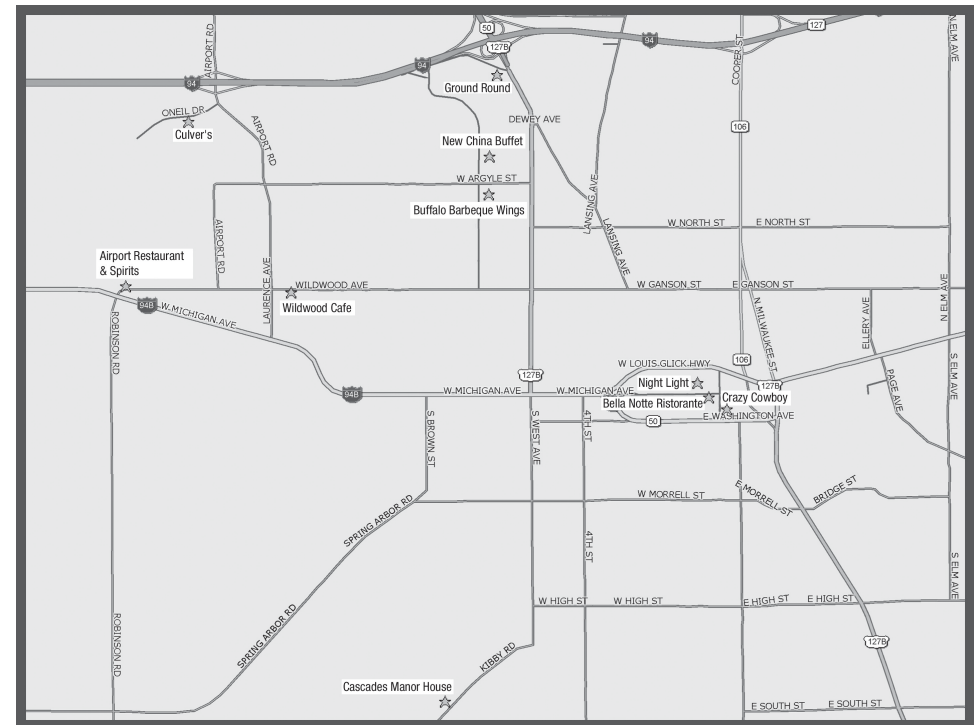 50
127
N ELM AVE
AIRPORT RD
127B
94
COOPER ST
94
94
Ground Round
ONEIL DR
Culver's
DEWEY AVE
106
AIRPORT RD
New China Buffet
W ARGYLE ST
LANSING AVE
Buffalo Barbeque Wings
W NORTH ST
E NORTH ST
AIRPORT RD
LANSING AVE
Airport Restaurant
& Spirits
LAURENCE AVE
WILDWOOD AVE
W GANSON ST
E GANSON ST
N ELM AVE
94B
W MICHIGAN AVE
Wildwood Cafe
N MILWAUKEE ST
ELLERY AVE
ROBINSON RD
106
W LOUIS GLICK HWY
S ELM AVE
127B
127B
Night Light
PAGE AVE
94B
W MICHIGAN AVE
W MICHIGAN AVE
Bella Notte Ristorante
Crazy Cowboy
S BROWN ST
S WEST AVE
4TH ST
50
E WASHINGTON AVE
W MORRELL ST
E MORRELL ST
BRIDGE ST
SPRING ARBOR RD
4TH ST
S ELM AVE
W HIGH ST
W HIGH ST
E HIGH ST
E HIGH ST
ROBINSON RD
SPRING ARBOR RD
KIBBY RD
127B
Cascades Manor House
E SOUTH ST
E SOUTH ST